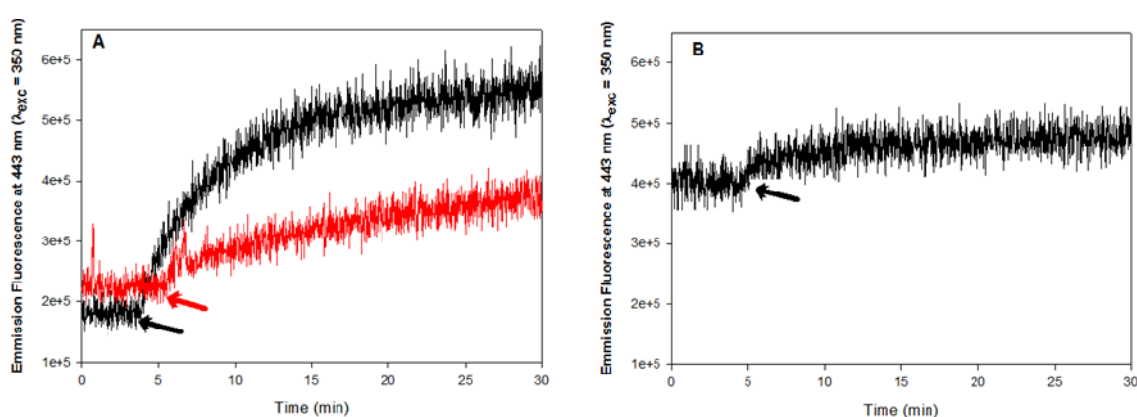 A
Emmission Fluorescence at 443 nm (λexc = 350 nm)
6e+5
5e+5
4e+5
3e+5
2e+5
1e+5
0 5 10 15 20 25 30
Time (min)
B
Emmission Fluorescence at 443 nm (λexc = 350 nm)
6e+5
5e+5
4e+5
3e+5
2e+5
1e+5
0 5 10 15 20 25 30
Time (min)